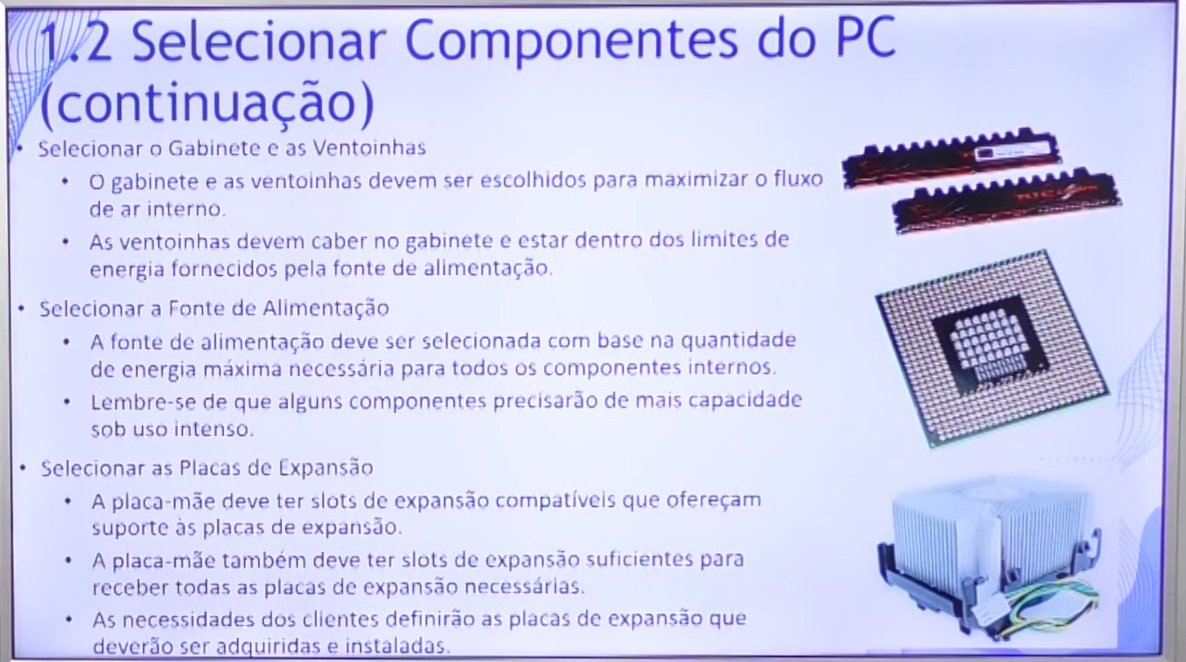 1.2 Selecionar Componentes do PC
(continuação)
• Selecionar o Gabinete e as Ventoinhas
• O gabinete e as ventoinhas devem ser escolhidos para maximizar o fluxo
de ar interno.
• As ventoinhas devem caber no gabinete e estar dentro dos limites de
energia fornecidos pela fonte de alimentação.
• Selecionar a Fonte de Alimentação
• A fonte de alimentação deve ser selecionada com base na quantidade
de energia máxima necessária para todos os componentes internos.
• Lembre-se de que alguns componentes precisarão de mais capacidade
sob uso intenso.
• Selecionar as Placas de Expansão
• A placa-mãe deve ter slots de expansão compatíveis que ofereçam
suporte às placas de expansão.
• A placa-mãe também deve ter slots de expansão suficientes para
receber todas as placas de expansão necessárias.
• As necessidades dos clientes definirão as placas de expansão que
deverão ser adquiridas e instaladas.